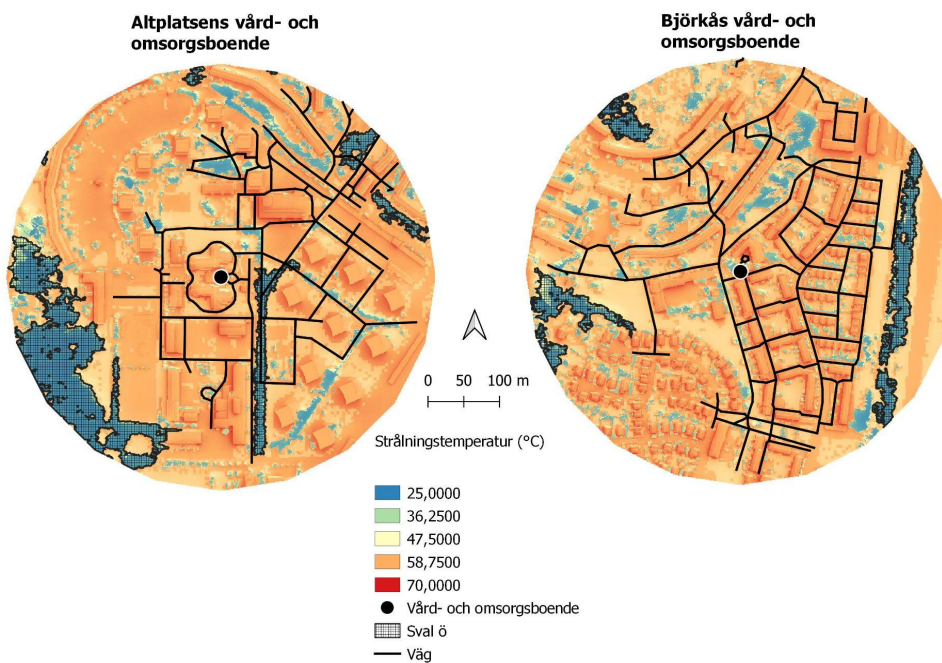 Altplatsens vård- och
omsorgsboende
Björkås vård- och
omsorgsboende
0 50 100 m
Strålningstemperatur (°C)
25,0000
36,2500
47,5000
58,7500
70,0000
Vård- och omsorgsboende
Sval ö
Väg